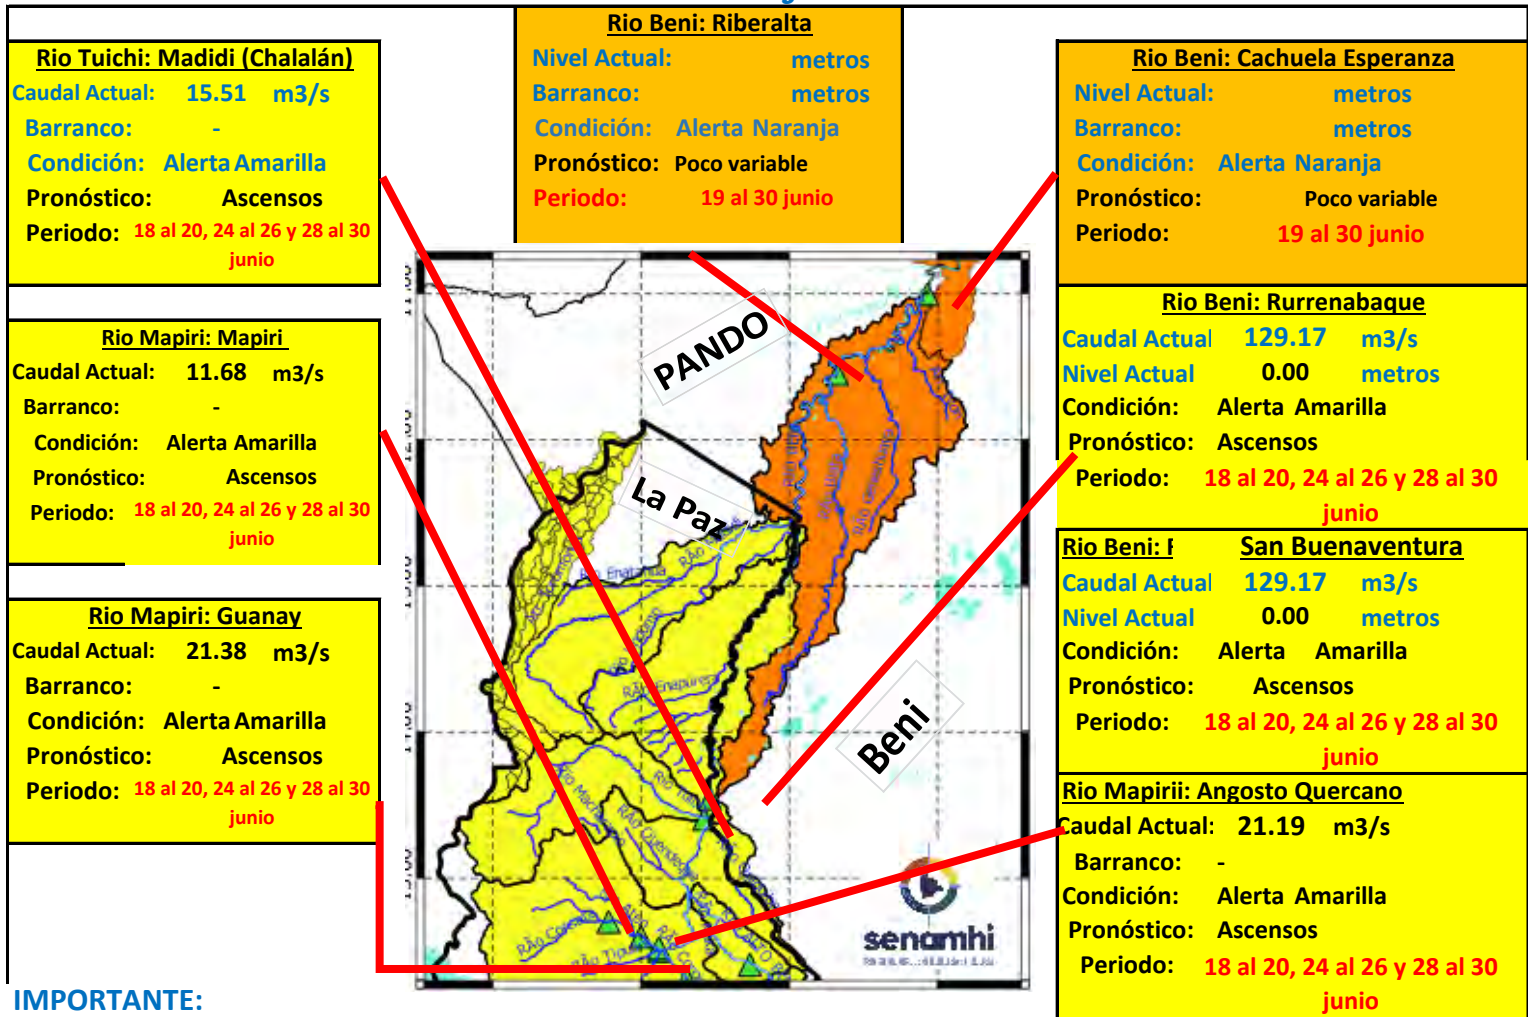 Rio Tuichi: Madidi (Chalalán)
Caudal Actual: 15.51 m3/s
Barranco: -
Condición: Alerta Amarilla
Pronóstico: Ascensos
Periodo: 18 al 20, 24 al 26 y 28 al 30
junio
Rio Mapiri: Mapiri
Caudal Actual: 11.68 m3/s
Barranco: -
Condición: Alerta Amarilla
Pronóstico: Ascensos
Periodo: 18 al 20, 24 al 26 y 28 al 30
junio
Rio Mapiri: Guanay
Caudal Actual: 21.38 m3/s
Barranco: -
Condición: Alerta Amarilla
Pronóstico: Ascensos
Periodo: 18 al 20, 24 al 26 y 28 al 30
junio
Rio Beni: Riberalta
Nivel Actual: metros
Barranco: metros
Condición: Alerta Naranja
Pronóstico: Poco variable
Periodo: 19 al 30 junio
PANDO
La Paz
Beni
Rio Enatahua
RÃo Enapurera
senamhi
Rio Beni: Cachuela Esperanza
Nivel Actual: metros
Barranco: metros
Condición: Alerta Naranja
Pronóstico: Poco variable
Periodo: 19 al 30 junio
Rio Beni: Rurrenabaque
Caudal Actual 129.17 m3/s
Nivel Actual 0.00 metros
Condición: Alerta Amarilla
Pronóstico: Ascensos
Periodo: 18 al 20, 24 al 26 y 28 al 30
junio
Rio Beni: San Buenaventura
Caudal Actual 129.17 m3/s
Nivel Actual 0.00 metros
Condición: Alerta Amarilla
Pronóstico: Ascensos
Periodo: 18 al 20, 24 al 26 y 28 al 30
junio
Rio Mapirii: Angosto Quercano
Caudal Actual: 21.19 m3/s
Barranco: -
Condición: Alerta Amarilla
Pronóstico: Ascensos
Periodo: 18 al 20, 24 al 26 y 28 al 30
junio
IMPORTANTE: